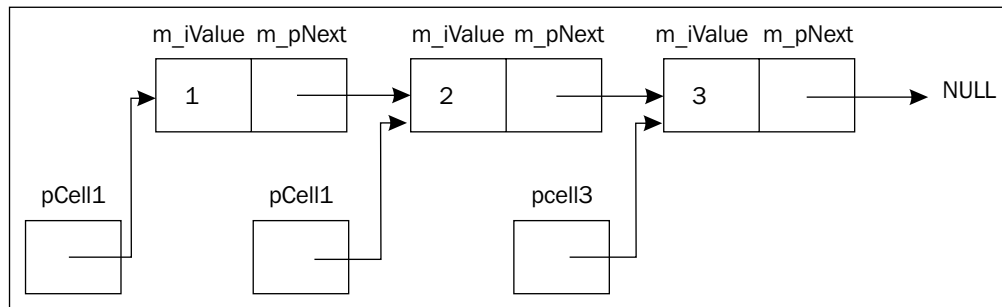 m_iValue m_pNext m_iValue m_pNext m_iValue m_pNext
1 2 3 NULL
pCell1 pCell1 pcell3